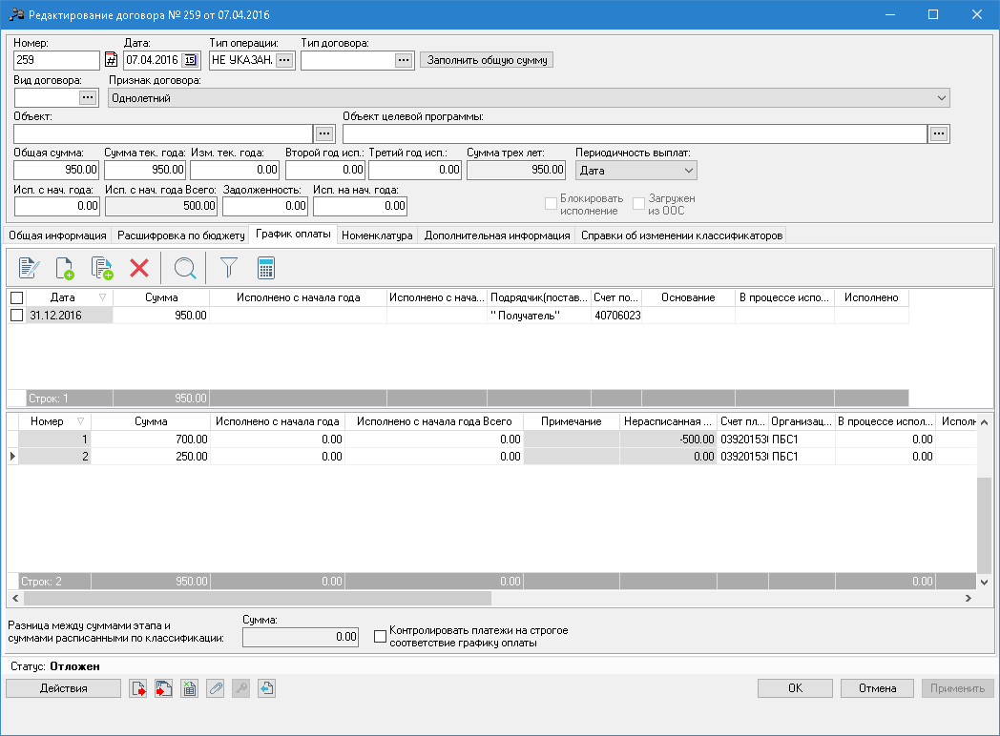 Редактирование договора № 259 от 07.04.2016
Номер: Дата: Тип операции: Тип договора:
259 07.04.2016 15 НЕ УКАЗАН. ... ... Заполнить общую сумму
Вид договора: Признак договора:
... Однолетний
Объект: Объект целевой программы:
... ...
Общая сумма: Сумма тек. года: Изм. тек. года: Второй год исп.: Третий год исп.: Сумма трех лет: Периодичность выплат:
950.00 950.00 0.00 0.00 0.00 950.00 Дата
Исп. с нач. года: Исп. с нач. года Всего: Задолженность: Исп. на нач. года:
0.00 500.00 0.00 0.00
Блокировать исполнение Загружен из ООС
Общая информация Расшифровка по бюджету График оплаты Номенклатура Дополнительная информация Справки об изменении классификаторов
Дата Сумма Исполнено с начала года Исполнено с нача... Подрядчик(постав... Счет по... Основание В процессе испо... Исполнено
31.12.2016 950.00 " Получатель" 40706023
Строк: 1 950.00
Номер Сумма Исполнено с начала года Исполнено с начала года Всего Примечание Нерасписанная ... Счет пл... Организац... В процессе испол... Исполн
1 700.00 0.00 0.00 -500.00 039201530 ПБС1 0.00
2 250.00 0.00 0.00 0.00 039201530 ПБС1 0.00
Строк: 2 950.00 0.00 0.00 0.00
Разница между суммами этапа и
суммами расписанными по классификации:
Сумма:
0.00
Контролировать платежи на строгое
соответствие графику оплаты
Статус: Отложен
Действия OK Отмена Применить